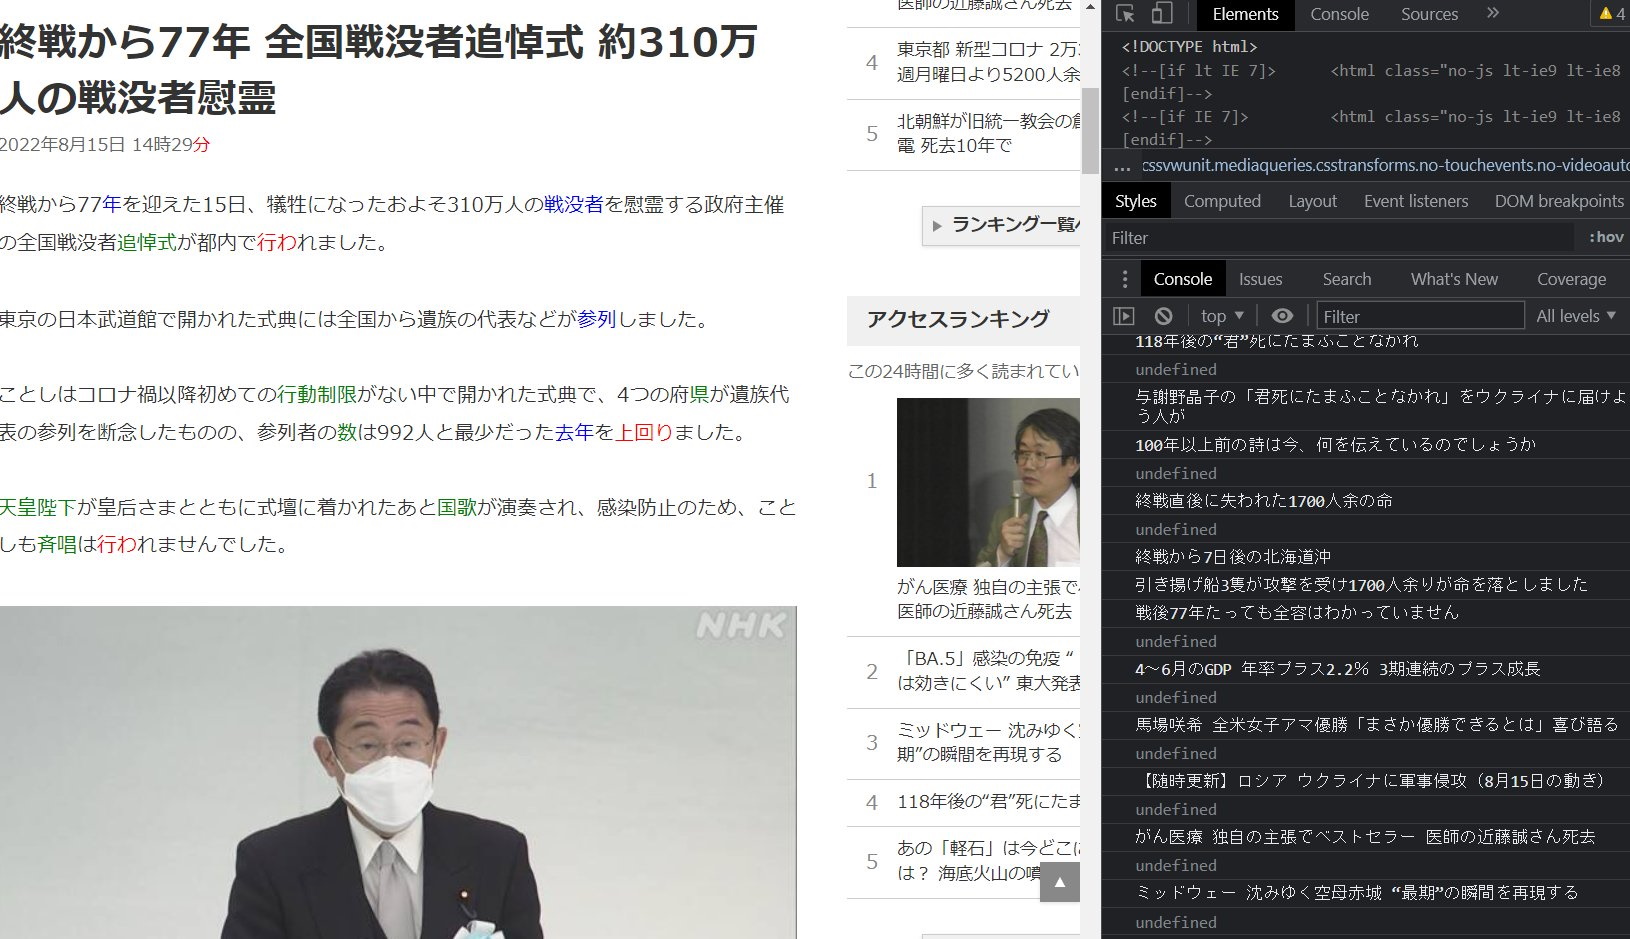 終戦から77年 全国戦没者追悼式 約310万
人の戦没者慰霊
2022年8月15日 14時29分
終戦から77年を迎えた15日、犠牲になったおよそ310万人の戦没者を慰霊する政府主催
の全国戦没者追悼式が都内で行われました。
東京の日本武道館で開かれた式典には全国から遺族の代表などが参列しました。
ことしはコロナ禍以降初めての行動制限がない中で開かれた式典で、4つの府県が遺族代
表の参列を断念したものの、参列者の数は992人と最少だった去年を上回りました。
天皇陛下が皇后さまとともに式壇に着かれたあと国歌が演奏され、感染防止のため、こと
しも斉唱は行われませんでした。
NHK
医師の近藤誠さん死去
4
東京都 新型コロナ 2万
週月曜日より5200人余
5
北朝鮮が旧統一教会の
電 死去10年で
ランキング一覧へ
アクセスランキング
この24時間に多く読まれてい
1
がん医療 独自の主張で
医師の近藤誠さん死去
2
「BA.5」感染の免疫 “
は効きにくい” 東大発表
3
ミッドウェー 沈みゆく
期”の瞬間を再現する
4
118年後の“君”死にたま
5
あの「軽石」は今どこに
は? 海底火山の噴
▲
Elements Console Sources » 4
<!DOCTYPE html>
<!--[if lt IE 7]> <html class="no-js lt-ie9 lt-ie8
[endif]-->
<!--[if IE 7]> <html class="no-js lt-ie9 lt-ie8
[endif]-->
... cssvwunit.mediaqueries.csstransforms.no-touchevents.no-videoauto
Styles Computed Layout Event listeners DOM breakpoints
Filter :hov
Console Issues Search What's New Coverage
top ▼ Filter All levels ▼
118年後の“君”死にたまふことなかれ
undefined
与謝野晶子の「君死にたまふことなかれ」をウクライナに届けよ
う人が
100年以上前の詩は今、何を伝えているのでしょうか
undefined
終戦直後に失われた1700人余の命
undefined
終戦から7日後の北海道沖
引き揚げ船3隻が攻撃を受け1700人余りが命を落としました
戦後77年たっても全容はわかっていません
undefined
4～6月のGDP 年率プラス2.2% 3期連続のプラス成長
undefined
馬場咲希 全米女子アマ優勝「まさか優勝できるとは」喜び語る
undefined
【随時更新】ロシア ウクライナに軍事侵攻（8月15日の動き）
undefined
がん医療 独自の主張でベストセラー 医師の近藤誠さん死去
undefined
ミッドウェー 沈みゆく空母赤城 “最期”の瞬間を再現する
undefined